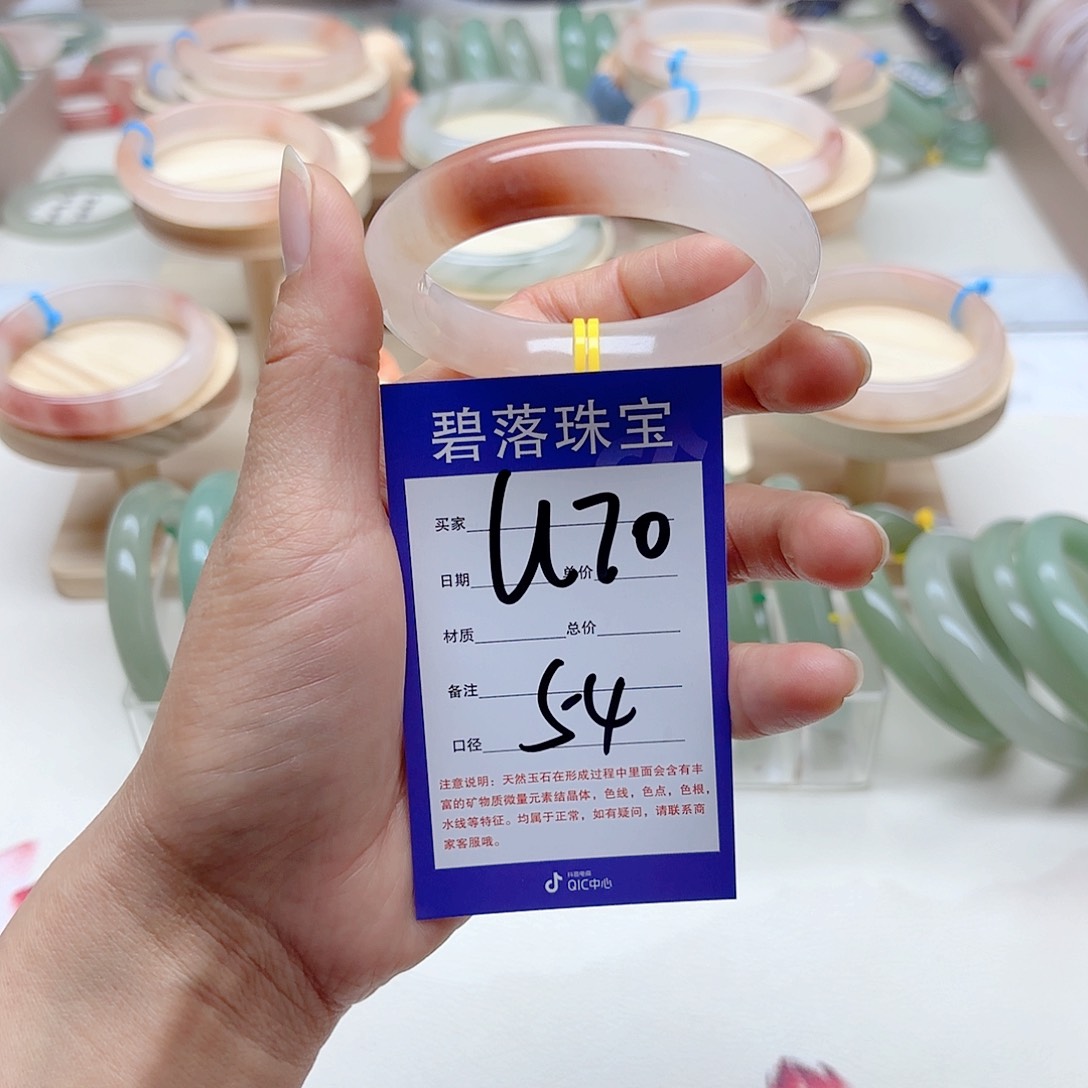 碧落珠宝
买家 U70
日期 单价
材质 总价
备注
口径 54
注意说明：天然玉石在形成过程中里面会含有丰
富的矿物质微量元素结晶体，色线，色点，色根，
水线等特征。均属于正常，如有疑问，请联系商
家客服哦。
抖音电商
QIC中心